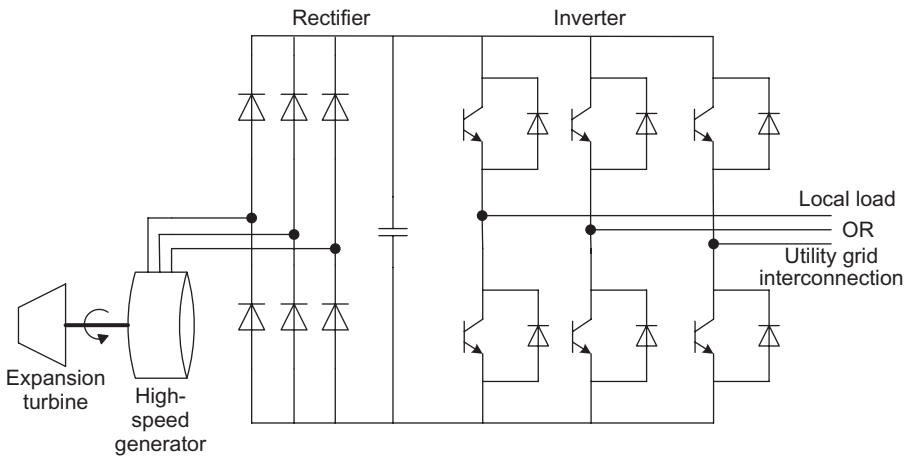 Rectifier
Inverter
Local load
OR
Utility grid
interconnection
Expansion
turbine
High-
speed
generator